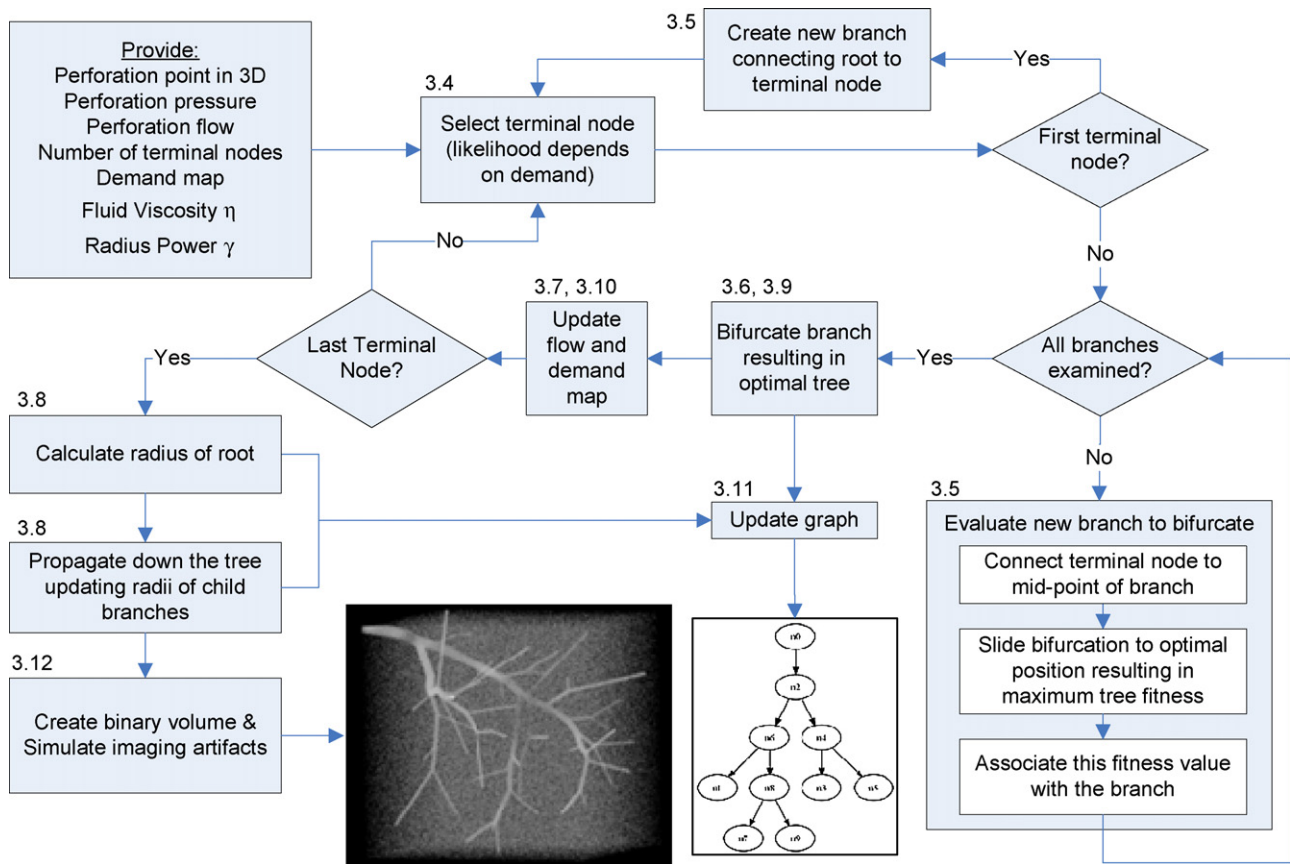 Provide:
Perforation point in 3D
Perforation pressure
Perforation flow
Number of terminal nodes
Demand map
Fluid Viscosity η
Radius Power γ
3.4
Select terminal node
(likelihood depends
on demand)
3.5
Create new branch
connecting root to
terminal node
Yes
First terminal
node?
No
All branches
examined?
Yes
No
3.6, 3.9
Bifurcate branch
resulting in
optimal tree
3.7, 3.10
Update
flow and
demand
map
No
Last Terminal
Node?
Yes
3.8
Calculate radius of root
3.8
Propagate down the tree
updating radii of child
branches
3.12
Create binary volume &
Simulate imaging artifacts
3.11
Update graph
n0
n2
n6 n4
n1 n8 n3 n5
n7 n9
3.5
Evaluate new branch to bifurcate
Connect terminal node to
mid-point of branch
Slide bifurcation to optimal
position resulting in
maximum tree fitness
Associate this fitness value
with the branch